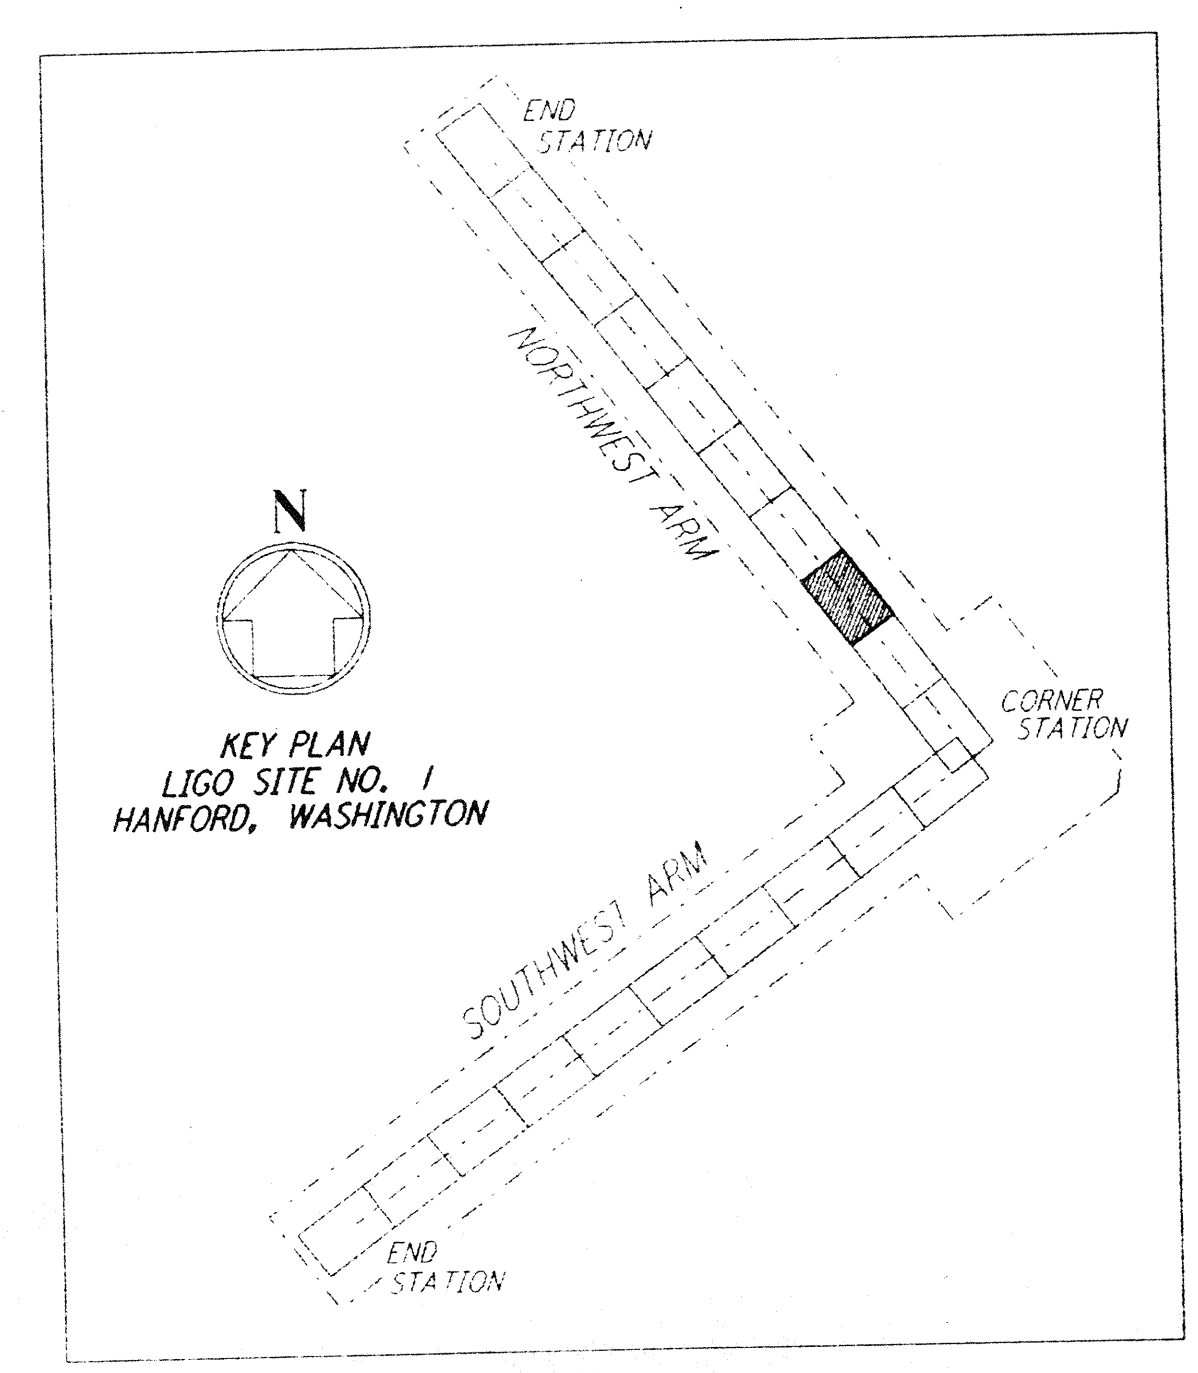 END
STATION
NORTHWEST ARM
N
CORNER
STATION
KEY PLAN
LIGO SITE NO. 1
HANFORD, WASHINGTON
SOUTHWEST ARM
END
STATION